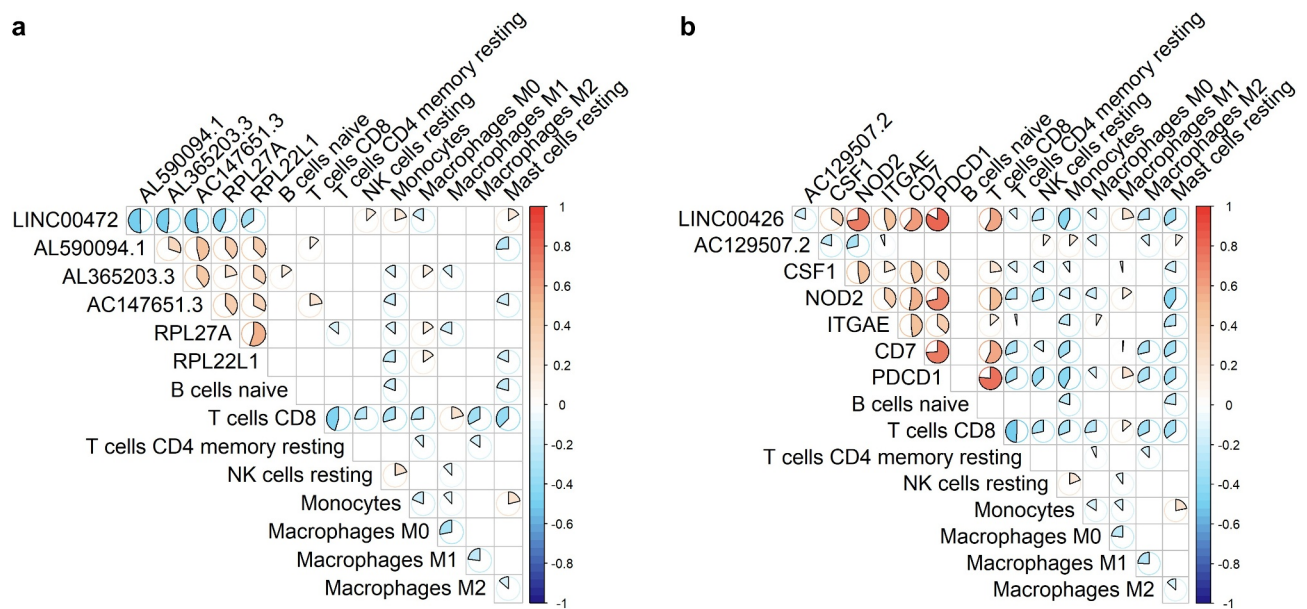 a
AL590094.1
AL365203.3
AC147651.3
RPL27A
RPL22L1
B cells naive
T cells CD8
T cells CD4 memory resting
NK cells resting
Monocytes
Macrophages M0
Macrophages M1
Macrophages M2
Mast cells resting
LINC00472
AL590094.1
AL365203.3
AC147651.3
RPL27A
RPL22L1
B cells naive
T cells CD8
T cells CD4 memory resting
NK cells resting
Monocytes
Macrophages M0
Macrophages M1
Macrophages M2
1
0.8
0.6
0.4
0.2
0
-0.2
-0.4
-0.6
-0.8
-1
b
AC129507.2
CSF1
NOD2
ITGAE
CD7
PDCD1
B cells naive
T cells CD8
T cells CD4 memory resting
NK cells resting
Monocytes
Macrophages M0
Macrophages M1
Macrophages M2
Mast cells resting
LINC00426
AC129507.2
CSF1
NOD2
ITGAE
CD7
PDCD1
B cells naive
T cells CD8
T cells CD4 memory resting
NK cells resting
Monocytes
Macrophages M0
Macrophages M1
Macrophages M2
1
0.8
0.6
0.4
0.2
0
-0.2
-0.4
-0.6
-0.8
-1